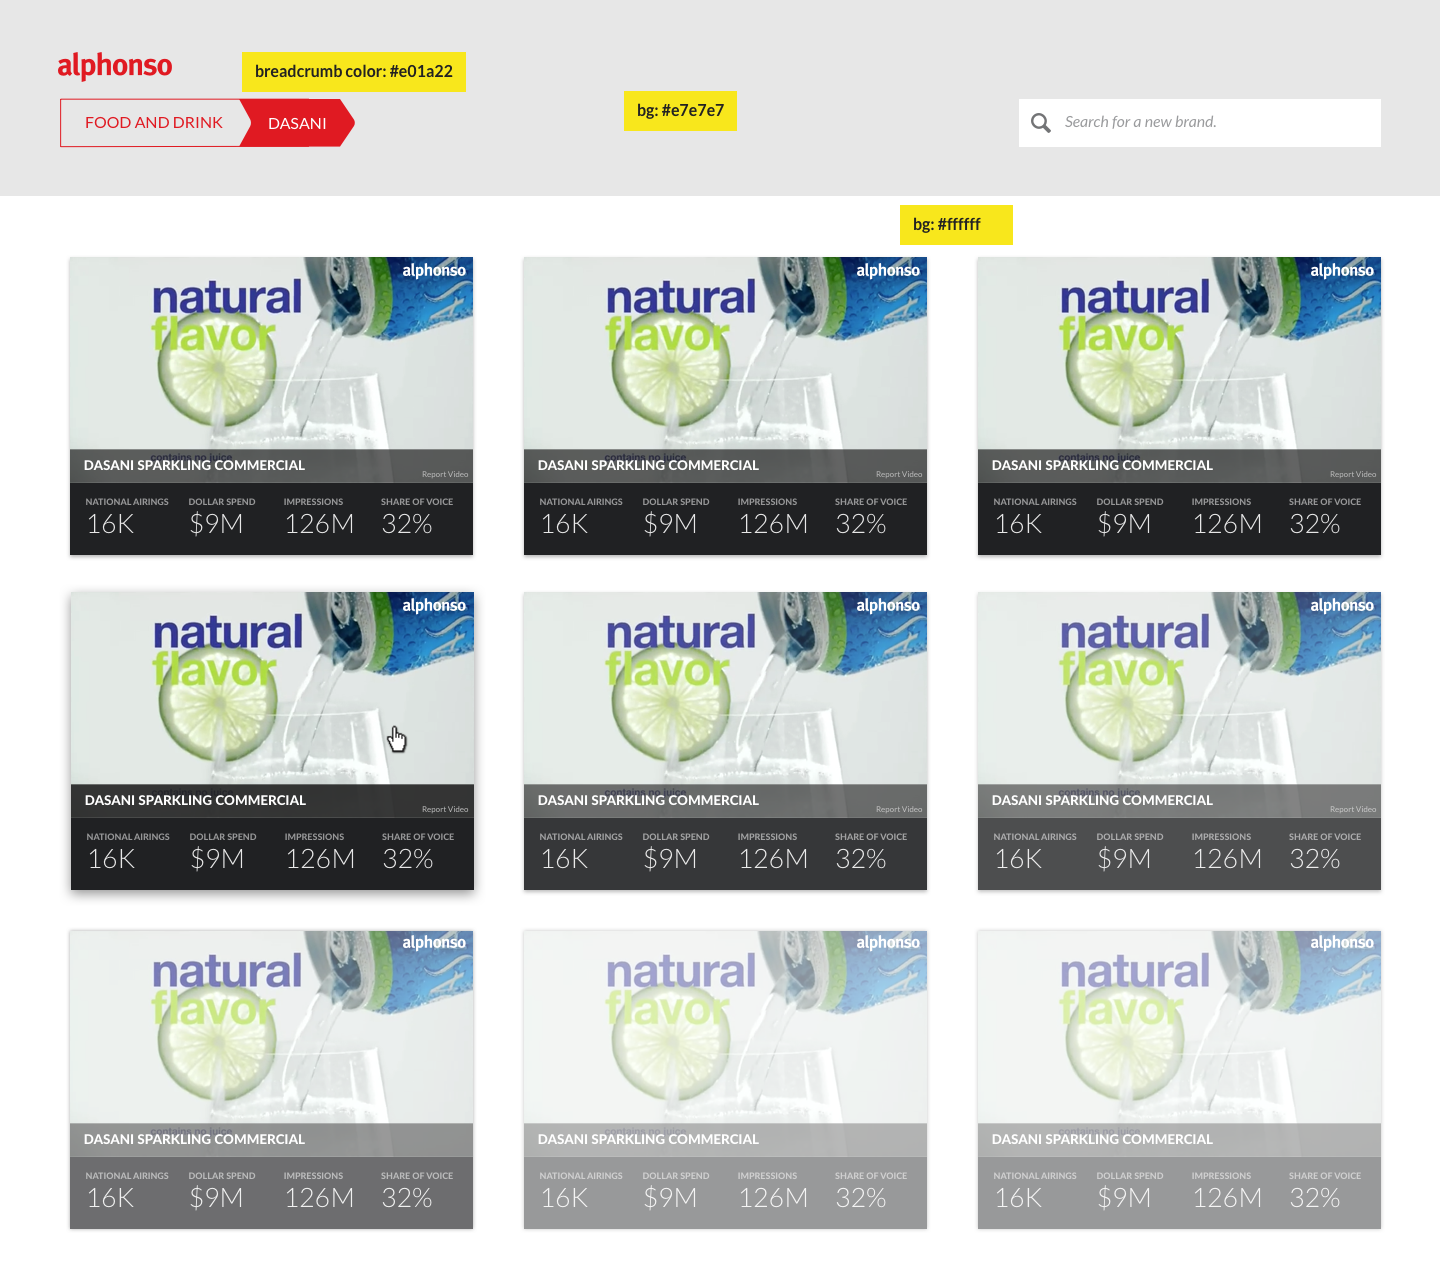 alphonso
breadcrumb color: #e01a22
bg: #e7e7e7
FOOD AND DRINK
DASANI
Search for a new brand.
bg: #ffffff
alphonso
natural
flavor
contains no juice
DASANI SPARKLING COMMERCIAL
Report Video
NATIONAL AIRINGS DOLLAR SPEND IMPRESSIONS SHARE OF VOICE
16K $9M 126M 32%
alphonso
natural
flavor
contains no juice
DASANI SPARKLING COMMERCIAL
Report Video
NATIONAL AIRINGS DOLLAR SPEND IMPRESSIONS SHARE OF VOICE
16K $9M 126M 32%
alphonso
natural
flavor
contains no juice
DASANI SPARKLING COMMERCIAL
Report Video
NATIONAL AIRINGS DOLLAR SPEND IMPRESSIONS SHARE OF VOICE
16K $9M 126M 32%
alphonso
natural
flavor
contains no juice
DASANI SPARKLING COMMERCIAL
Report Video
NATIONAL AIRINGS DOLLAR SPEND IMPRESSIONS SHARE OF VOICE
16K $9M 126M 32%
alphonso
natural
flavor
contains no juice
DASANI SPARKLING COMMERCIAL
Report Video
NATIONAL AIRINGS DOLLAR SPEND IMPRESSIONS SHARE OF VOICE
16K $9M 126M 32%
alphonso
natural
flavor
contains no juice
DASANI SPARKLING COMMERCIAL
Report Video
NATIONAL AIRINGS DOLLAR SPEND IMPRESSIONS SHARE OF VOICE
16K $9M 126M 32%
alphonso
natural
flavor
contains no juice
DASANI SPARKLING COMMERCIAL
NATIONAL AIRINGS DOLLAR SPEND IMPRESSIONS SHARE OF VOICE
16K $9M 126M 32%
alphonso
natural
flavor
contains no juice
DASANI SPARKLING COMMERCIAL
NATIONAL AIRINGS DOLLAR SPEND IMPRESSIONS SHARE OF VOICE
16K $9M 126M 32%
alphonso
natural
flavor
contains no juice
DASANI SPARKLING COMMERCIAL
NATIONAL AIRINGS DOLLAR SPEND IMPRESSIONS SHARE OF VOICE
16K $9M 126M 32%